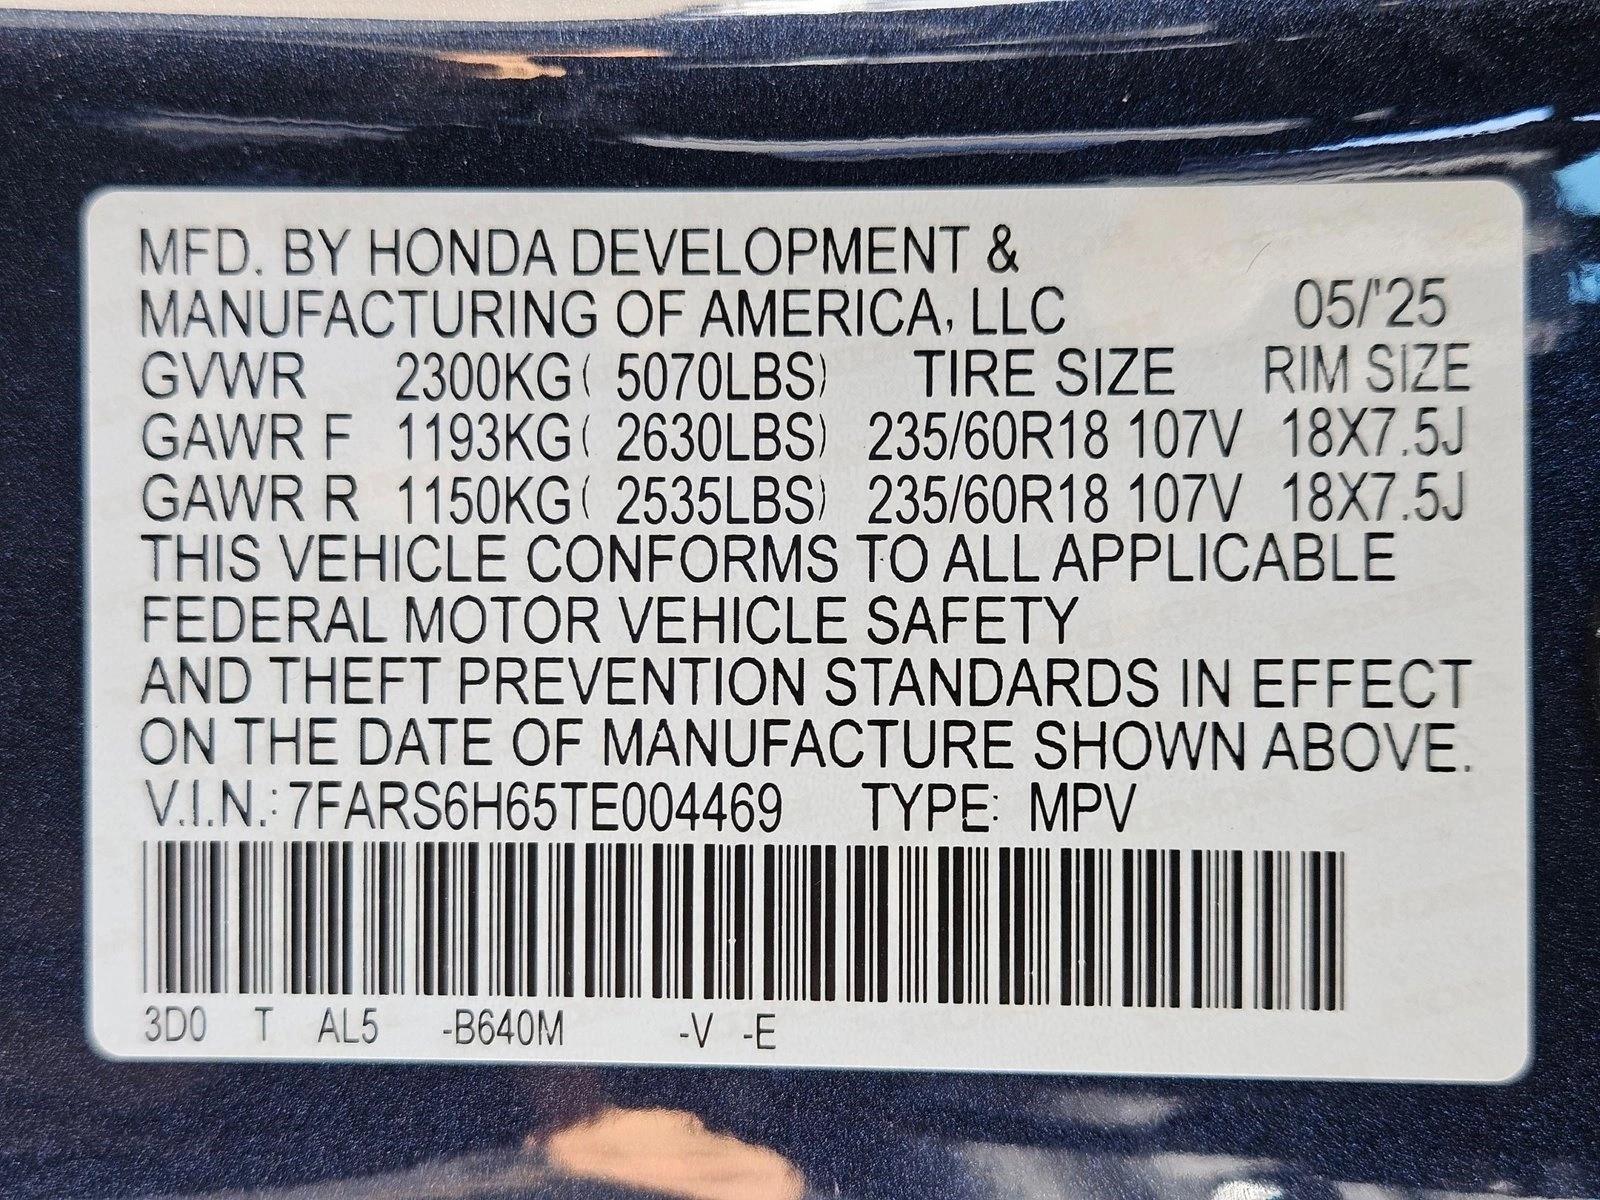 MFD. BY HONDA DEVELOPMENT &
MANUFACTURING OF AMERICA, LLC 05/'25
GVWR 2300KG( 5070LBS) TIRE SIZE RIM SIZE
GAWR F 1193KG( 2630LBS) 235/60R18 107V 18X7.5J
GAWR R 1150KG( 2535LBS) 235/60R18 107V 18X7.5J
THIS VEHICLE CONFORMS TO ALL APPLICABLE
FEDERAL MOTOR VEHICLE SAFETY
AND THEFT PREVENTION STANDARDS IN EFFECT
ON THE DATE OF MANUFACTURE SHOWN ABOVE.
V.I.N.: 7FARS6H65TE004469 TYPE: MPV
3D0 T AL5 -B640M -V -E